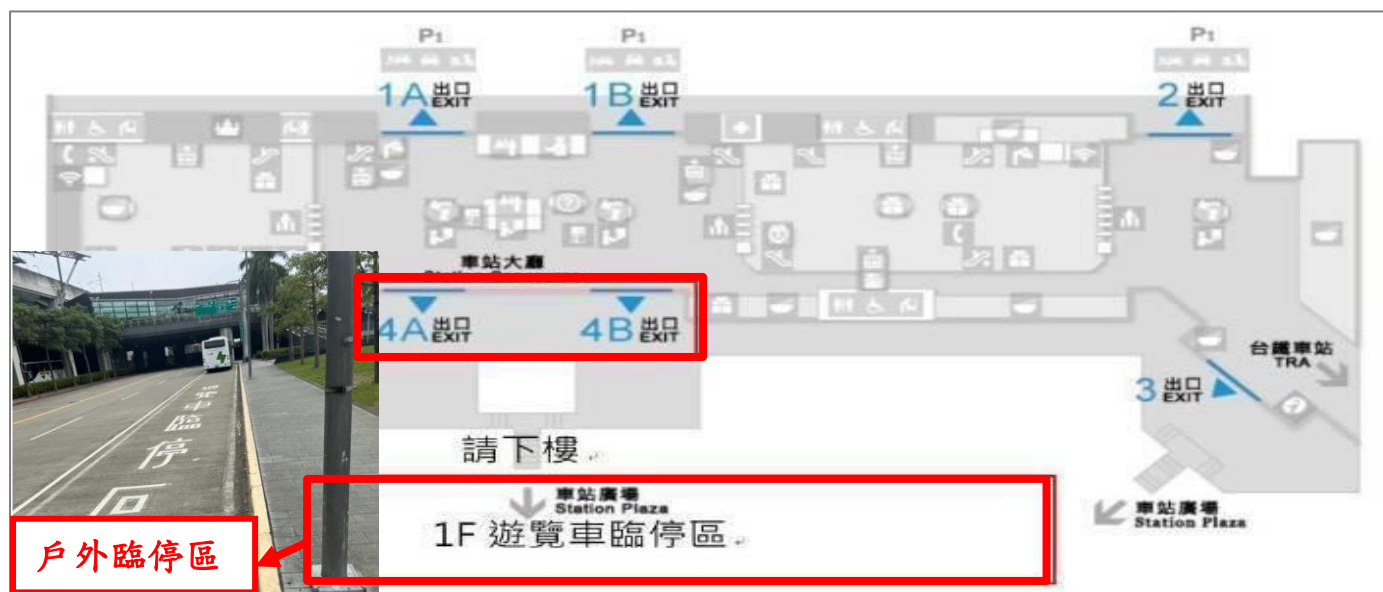 P1
P1
P1
1A 出口 EXIT
1B 出口 EXIT
2 出口 EXIT
車站大廳
4A 出口 EXIT
4B 出口 EXIT
台鐵車站
TRA
3 出口 EXIT
請下樓
車站廣場
Station Plaza
1F 遊覽車臨停區
車站廣場
Station Plaza
臨
停
區
戶外臨停區